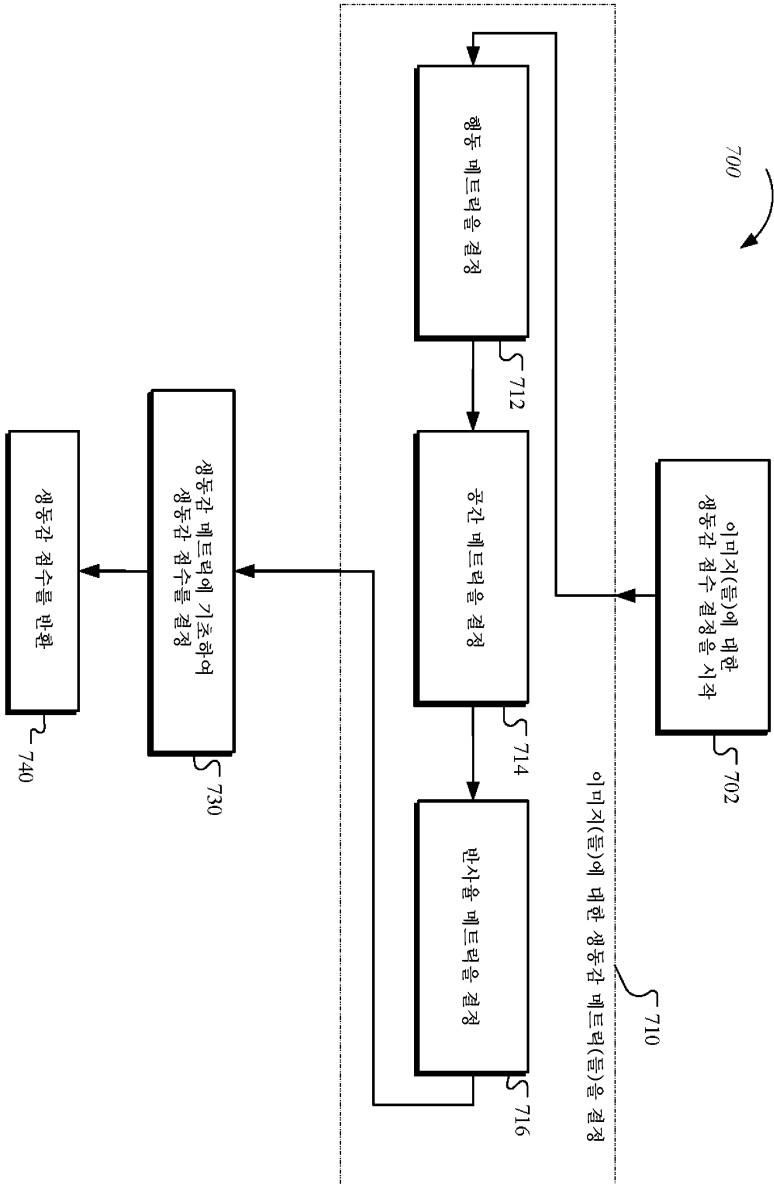 700
이미지(들)에 대한
생동감 점수 결정을 시작
702
710
이미지(들)에 대한 생동감 메트릭(들)을 결정
행동 메트릭을 결정
712
공간 메트릭을 결정
714
반사율 메트릭을 결정
716
생동감 메트릭에 기초하여
생동감 점수를 결정
730
생동감 점수를 반환
740